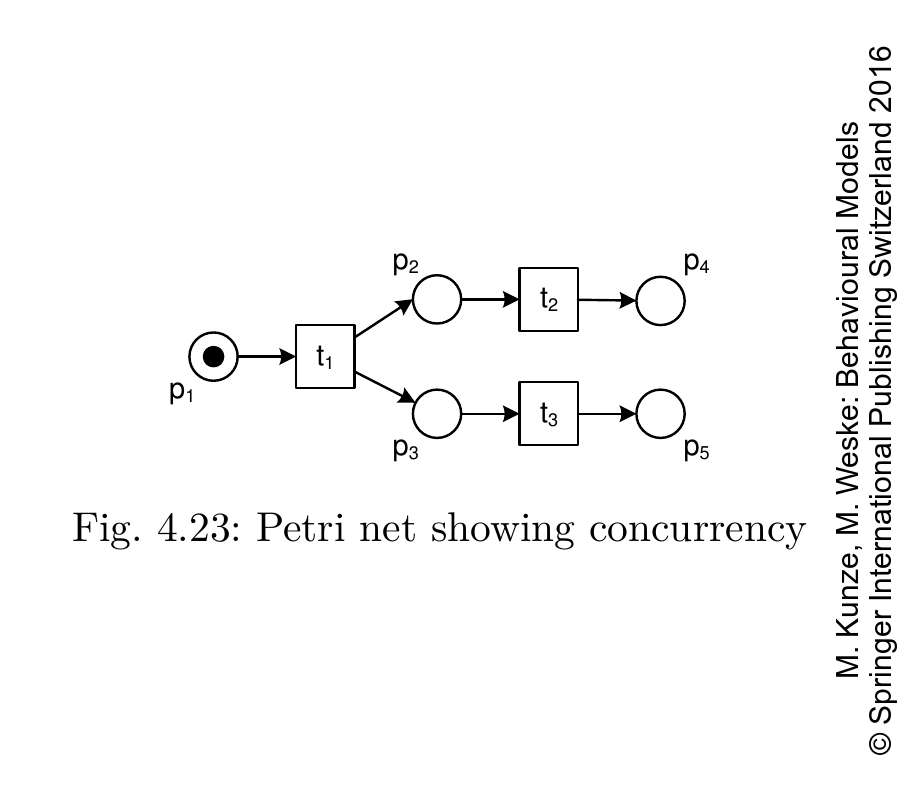 p2
p4
t2
t1
p1
t3
p3
p5
Fig. 4.23: Petri net showing concurrency
M. Kunze, M. Weske: Behavioural Models
© Springer International Publishing Switzerland 2016